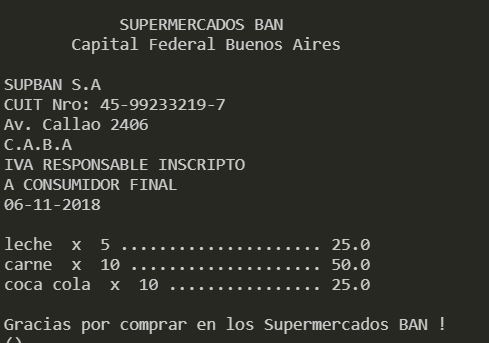 SUPERMERCADOS BAN
Capital Federal Buenos Aires
SUPBAN S.A
CUIT Nro: 45-99233219-7
Av. Callao 2406
C.A.B.A
IVA RESPONSABLE INSCRIPTO
A CONSUMIDOR FINAL
06-11-2018
leche  x  5 ..................... 25.0
carne  x  10 .................... 50.0
coca cola  x  10 ................ 25.0
Gracias por comprar en los Supermercados BAN !
()